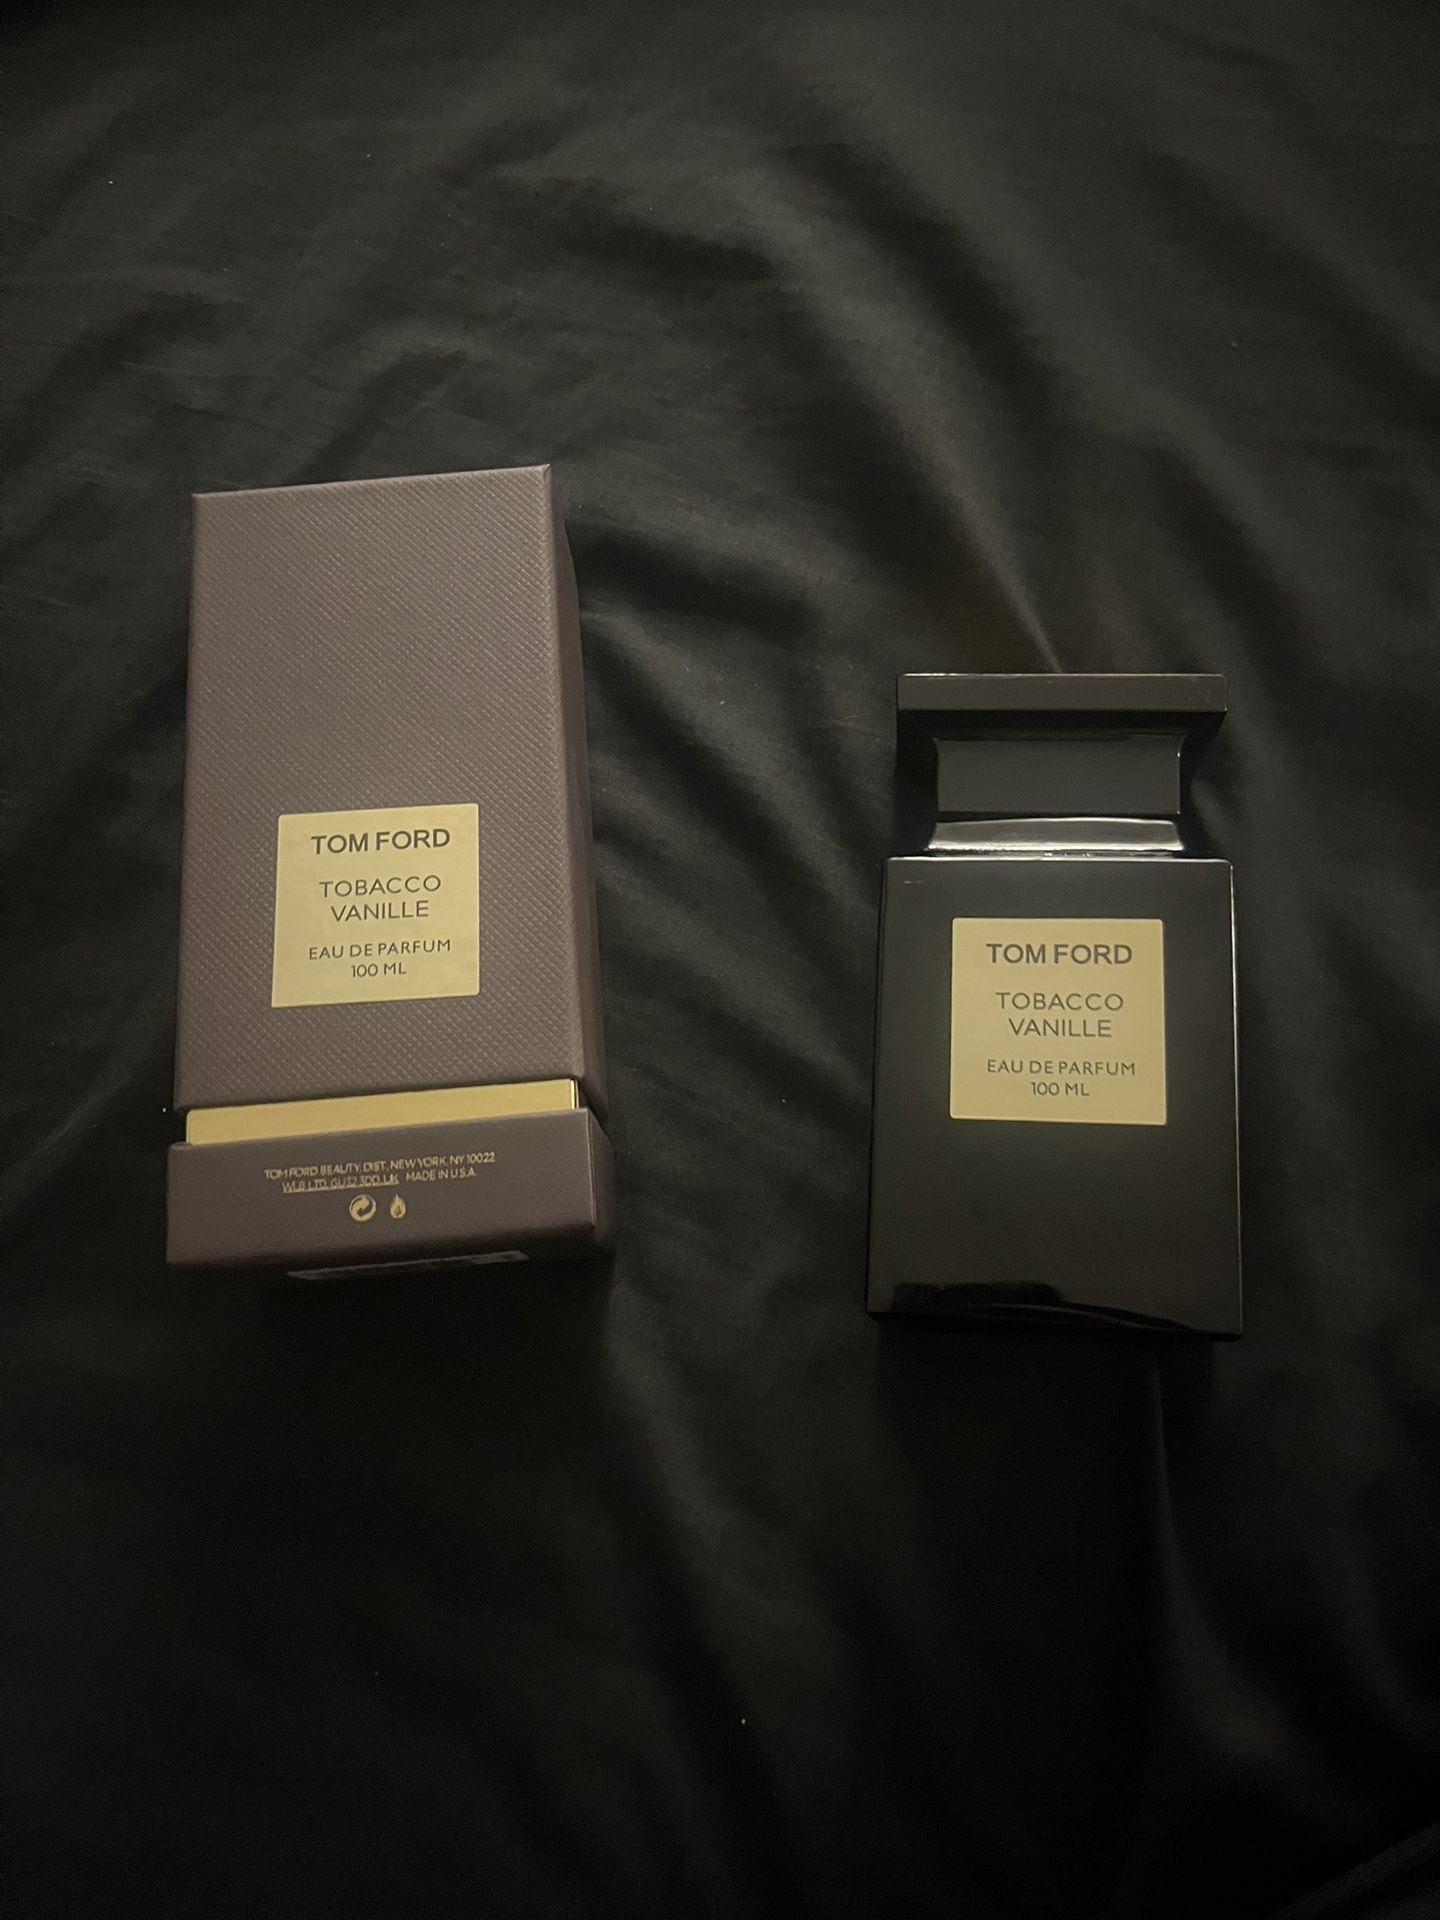 TOM FORD
TOBACCO
VANILLE
EAU DE PARFUM
100 ML
TOM FORD BEAUTY, DIST., NEW YORK, NY 10022
WLB LTD, GU32 3DD, UK MADE IN U.S.A.
TOM FORD
TOBACCO
VANILLE
EAU DE PARFUM
100 ML